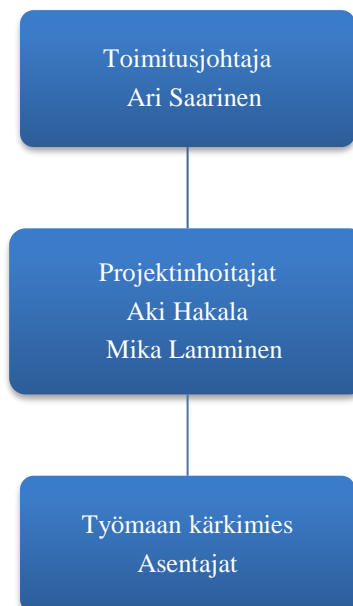 Toimitusjohtaja
Ari Saarinen
Projektinhoitajat
Aki Hakala
Mika Lamminen
Työmaan kärkimies
Asentajat